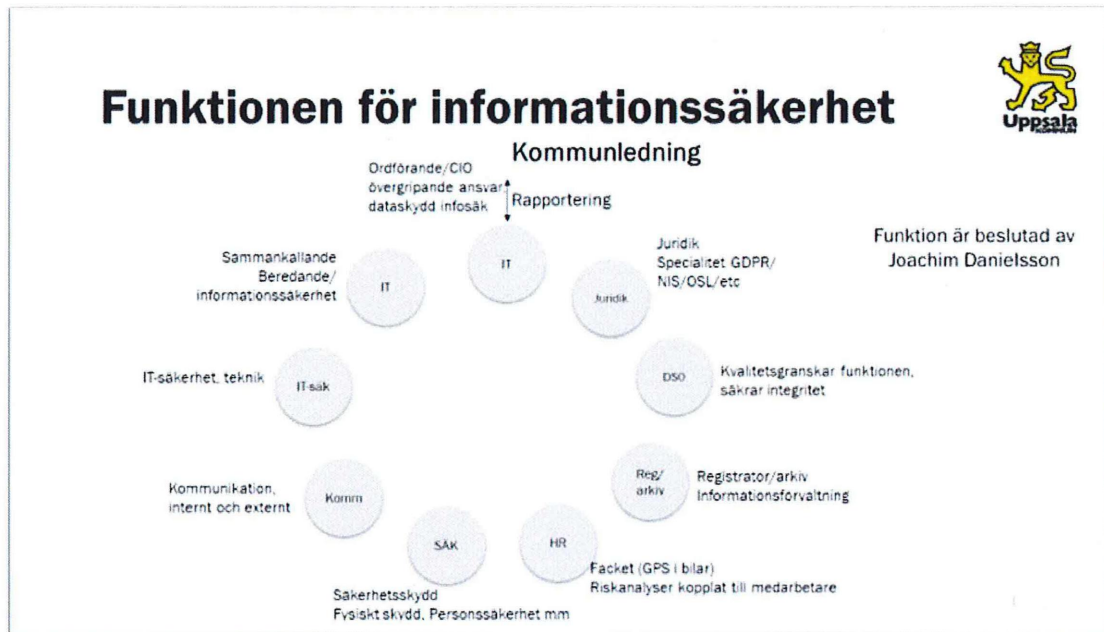 Funktionen för informationssäkerhet
Uppsala
KOMMUN
Kommunledning
Ordförande/CIO
övergripande ansvar,
dataskydd infosäk
Rapportering
IT
Juridik
Specialitet GDPR/
NIS/OSL/etc
Juridik
Funktion är beslutad av
Joachim Danielsson
Sammankallande
Beredande/
informationssäkerhet
IT
DSO
Kvalitetsgranskar funktionen,
säkrar integritet
IT-säkerhet, teknik
IT-säk
Reg/
arkiv
Registrator/arkiv
Informationsförvaltning
Kommunikation,
internt och externt
Komm
SÄK
HR
Facket (GPS i bilar)
Riskanalyser kopplat till medarbetare
Säkerhetsskydd
Fysiskt skydd, Personssäkerhet mm